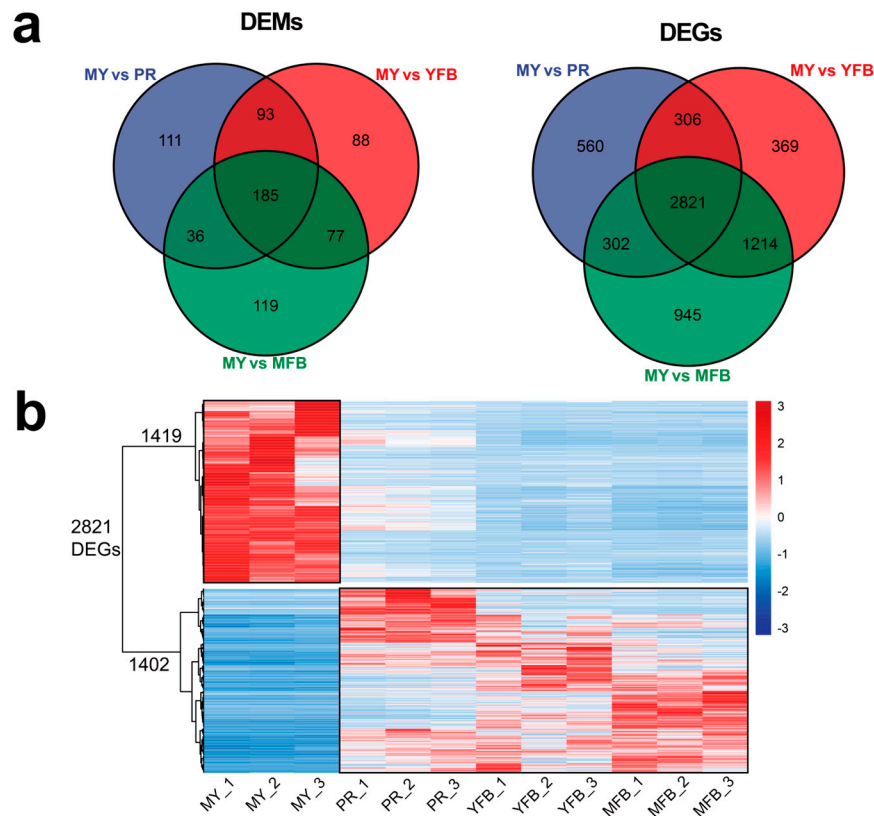 a
DEMs
DEGs
MY vs PR
MY vs YFB
MY vs PR
MY vs YFB
93
111
88
185
36
77
119
MY vs MFB
306
560
369
2821
302
1214
945
MY vs MFB
b
1419
2821
DEGs
1402
3
2
1
0
-1
-2
-3
MY_1
MY_2
MY_3
PR_1
PR_2
PR_3
YFB_1
YFB_2
YFB_3
MFB_1
MFB_2
MFB_3